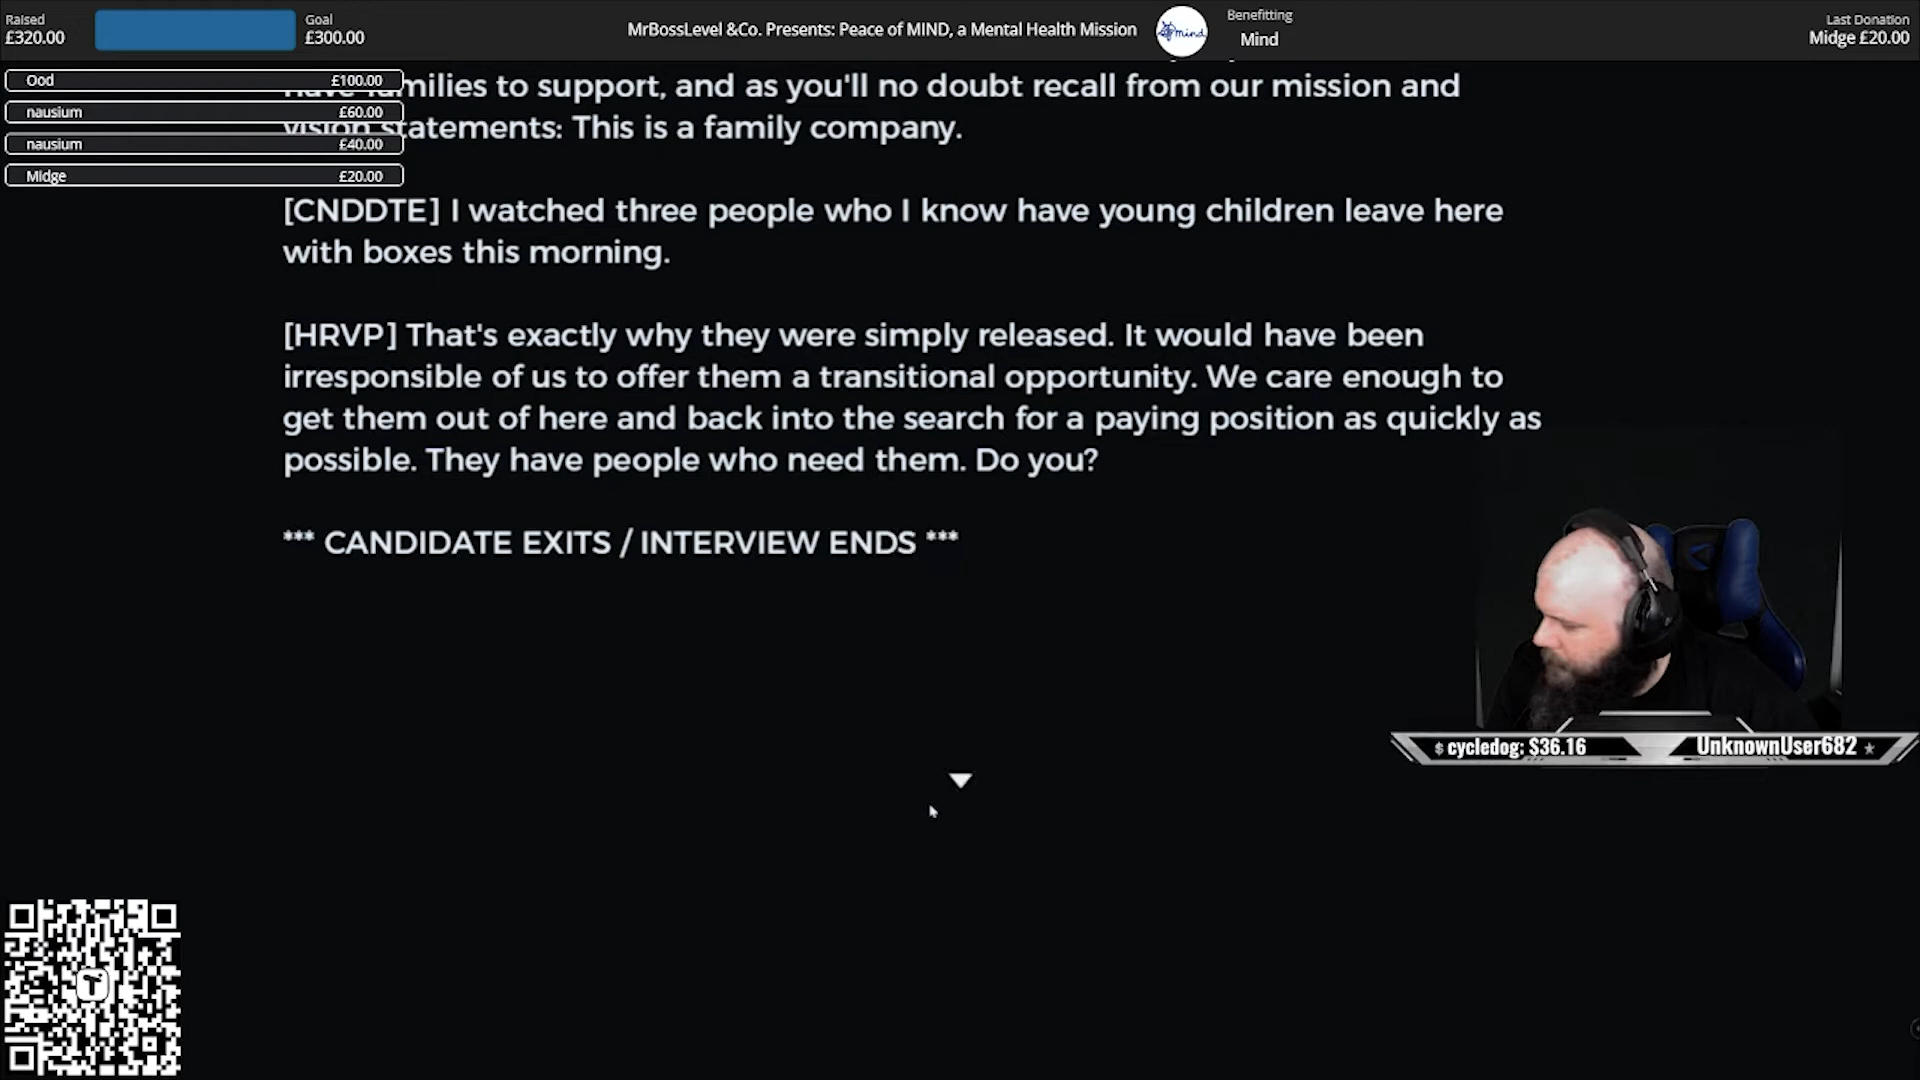 Raised
£320.00
Goal
£300.00
MrBossLevel &Co. Presents: Peace of MIND, a Mental Health Mission
mind
Benefitting
Mind
Last Donation
Midge £20.00
Ood £100.00
nausium £60.00
nausium £40.00
Midge £20.00
families to support, and as you'll no doubt recall from our mission and
vision statements: This is a family company.
[CNDDTE] I watched three people who I know have young children leave here
with boxes this morning.
[HRVP] That's exactly why they were simply released. It would have been
irresponsible of us to offer them a transitional opportunity. We care enough to
get them out of here and back into the search for a paying position as quickly as
possible. They have people who need them. Do you?
*** CANDIDATE EXITS / INTERVIEW ENDS ***
$ cycledog: $36.16
UnknownUser682